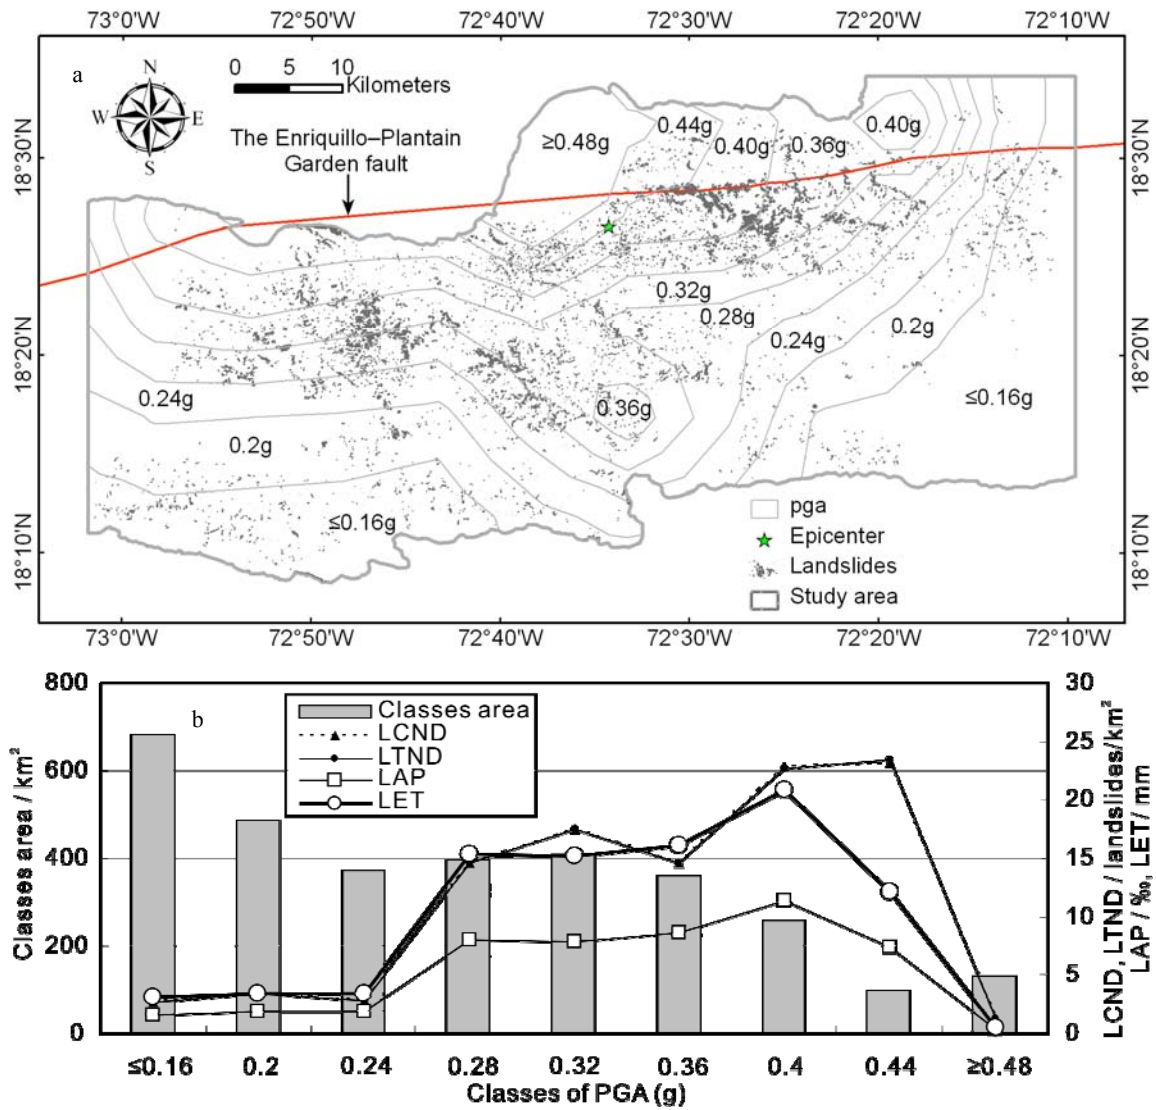 73°0'W 72°50'W 72°40'W 72°30'W 72°20'W 72°10'W
a
N
W E
S
0 5 10
Kilometers
The Enriquillo–Plantain
Garden fault
≥0.48g
0.44g
0.40g
0.36g
0.40g
18°30'N
18°30'N
0.32g
0.28g
0.24g
0.2g
18°20'N
18°20'N
0.24g
0.36g
≤0.16g
0.2g
≤0.16g
18°10'N
18°10'N
pga
Epicenter
Landslides
Study area
73°0'W 72°50'W 72°40'W 72°30'W 72°20'W 72°10'W
b
Classes area
LCND
LTND
LAP
LET
800
600
400
200
0
Classes area / km²
30
25
20
15
10
5
0
LCND, LTND / landslides/km²
LAP / ‰, LET/ mm
≤0.16 0.2 0.24 0.28 0.32 0.36 0.4 0.44 ≥0.48
Classes of PGA (g)